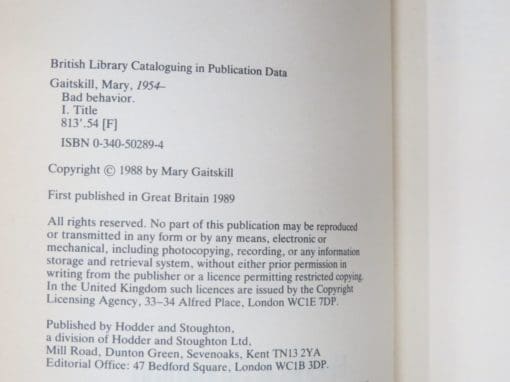 British Library Cataloguing in Publication Data
Gaitskill, Mary, 1954–
Bad behavior.
I. Title
813'.54 [F]
ISBN 0-340-50289-4
Copyright © 1988 by Mary Gaitskill
First published in Great Britain 1989
All rights reserved. No part of this publication may be reproduced
or transmitted in any form or by any means, electronic or
mechanical, including photocopying, recording, or any information
storage and retrieval system, without either prior permission in
writing from the publisher or a licence permitting restricted copying.
In the United Kingdom such licences are issued by the Copyright
Licensing Agency, 33–34 Alfred Place, London WC1E 7DP.
Published by Hodder and Stoughton,
a division of Hodder and Stoughton Ltd,
Mill Road, Dunton Green, Sevenoaks, Kent TN13 2YA
Editorial Office: 47 Bedford Square, London WC1B 3DP.